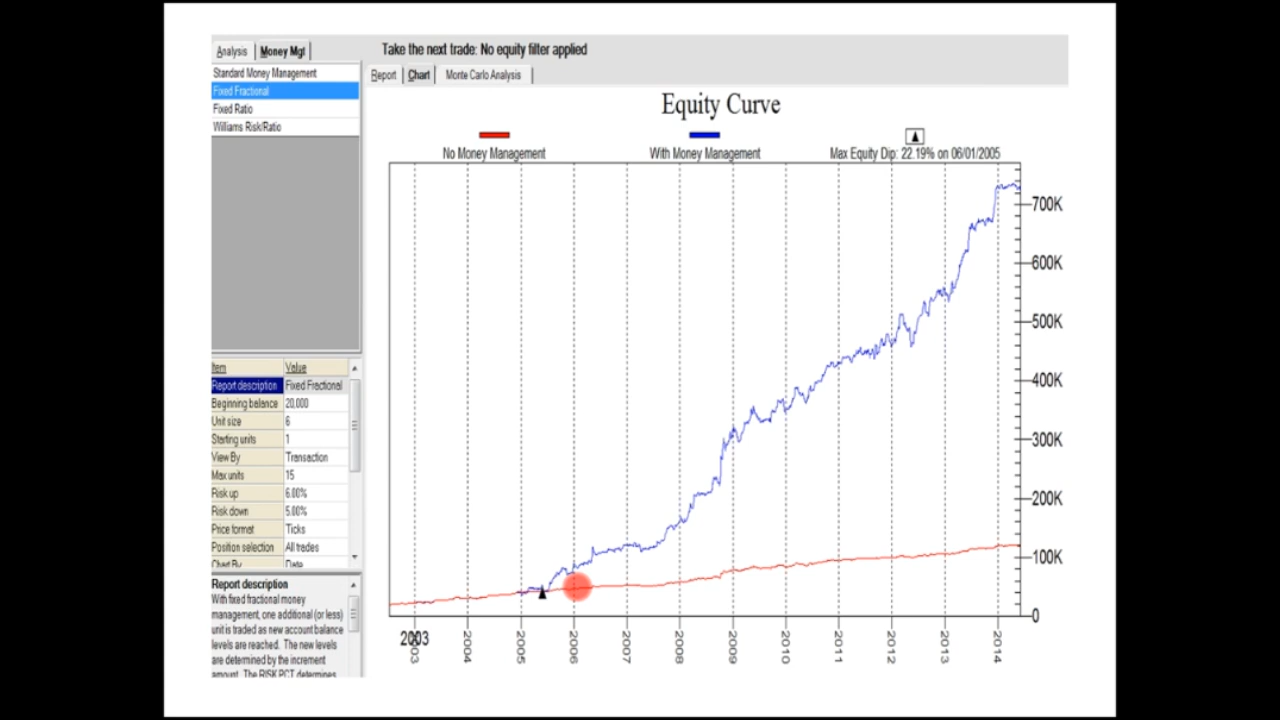 Analysis Money Mgt
Take the next trade: No equity filter applied
Standard Money Management
Fixed Fractional
Fixed Ratio
Williams Risk/Ratio
Report Chart Monte Carlo Analysis
Equity Curve
No Money Management
With Money Management
Max Equity Dip: 22.19% on 06/01/2005
700K
600K
500K
400K
300K
200K
100K
0
2003
2003
2004
2005
2006
2007
2008
2009
2010
2011
2012
2013
2014
Item Value
Report description Fixed Fractional
Beginning balance 20,000
Unit size 6
Starting units 1
View By Transaction
Max units 15
Risk up 6.00%
Risk down 5.00%
Price format Ticks
Position selection All trades
Chart By Date
Report description
With fixed fractional money
management, one additional (or less)
unit is traded as new account balance
levels are reached. The new levels
are determined by the increment
amount. The RISK PCT determines